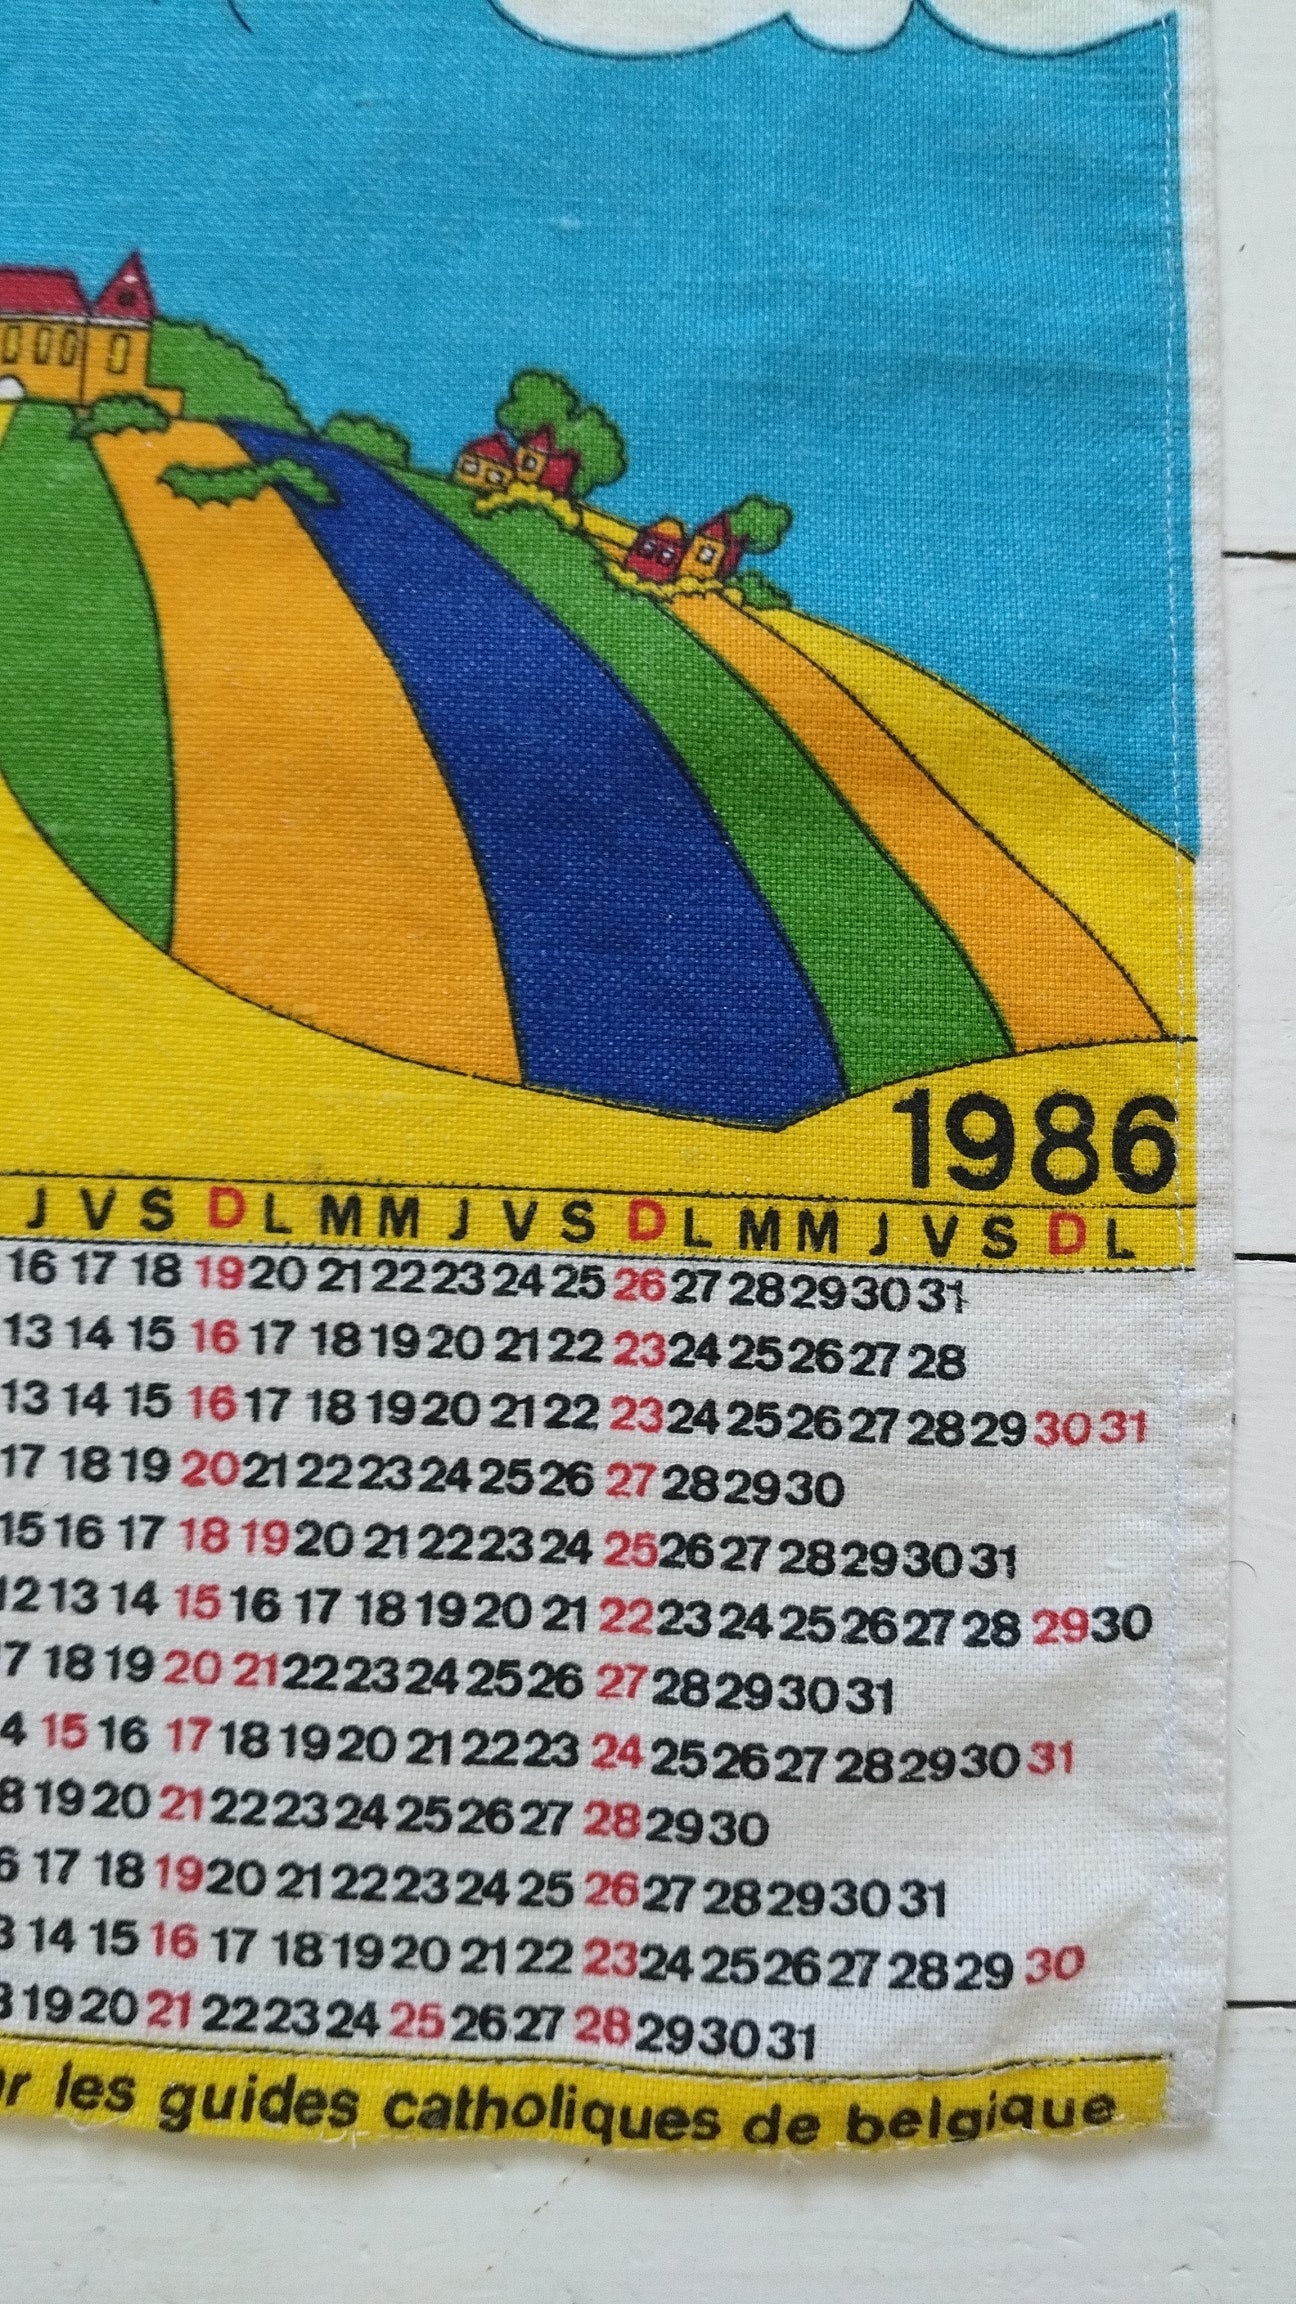 1986
J V S D L M M J V S D L M M J V S D L
16 17 18 19 20 21 22 23 24 25 26 27 28 29 30 31
13 14 15 16 17 18 19 20 21 22 23 24 25 26 27 28
13 14 15 16 17 18 19 20 21 22 23 24 25 26 27 28 29 30 31
17 18 19 20 21 22 23 24 25 26 27 28 29 30
15 16 17 18 19 20 21 22 23 24 25 26 27 28 29 30 31
12 13 14 15 16 17 18 19 20 21 22 23 24 25 26 27 28 29 30
18 19 20 21 22 23 24 25 26 27 28 29 30 31
15 16 17 18 19 20 21 22 23 24 25 26 27 28 29 30 31
19 20 21 22 23 24 25 26 27 28 29 30
17 18 19 20 21 22 23 24 25 26 27 28 29 30 31
14 15 16 17 18 19 20 21 22 23 24 25 26 27 28 29 30
19 20 21 22 23 24 25 26 27 28 29 30 31
les guides catholiques de belgique